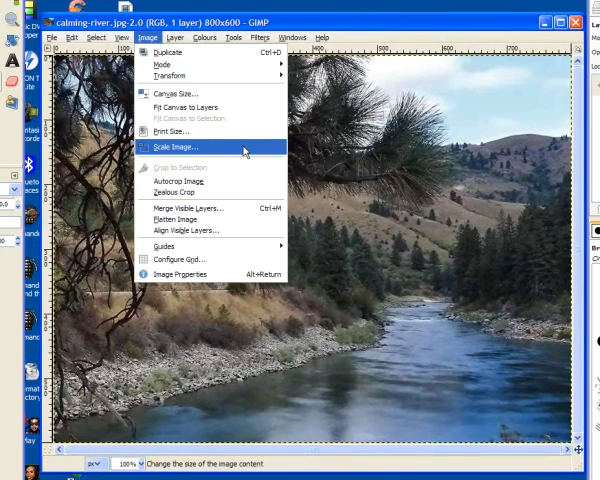 calming-river.jpg-2.0 (RGB, 1 layer) 800x600 - GIMP
File Edit Select View Image Layer Colours Tools Filters Windows Help
Duplicate Ctrl+D
Mode
Transform
Canvas Size...
Fit Canvas to Layers
Fit Canvas to Selection
Print Size...
Scale Image...
Crop to Selection
Autocrop Image
Zealous Crop
Merge Visible Layers... Ctrl+M
Flatten Image
Align Visible Layers...
Guides
Configure Grid...
Image Properties Alt+Return
px 100% Change the size of the image content